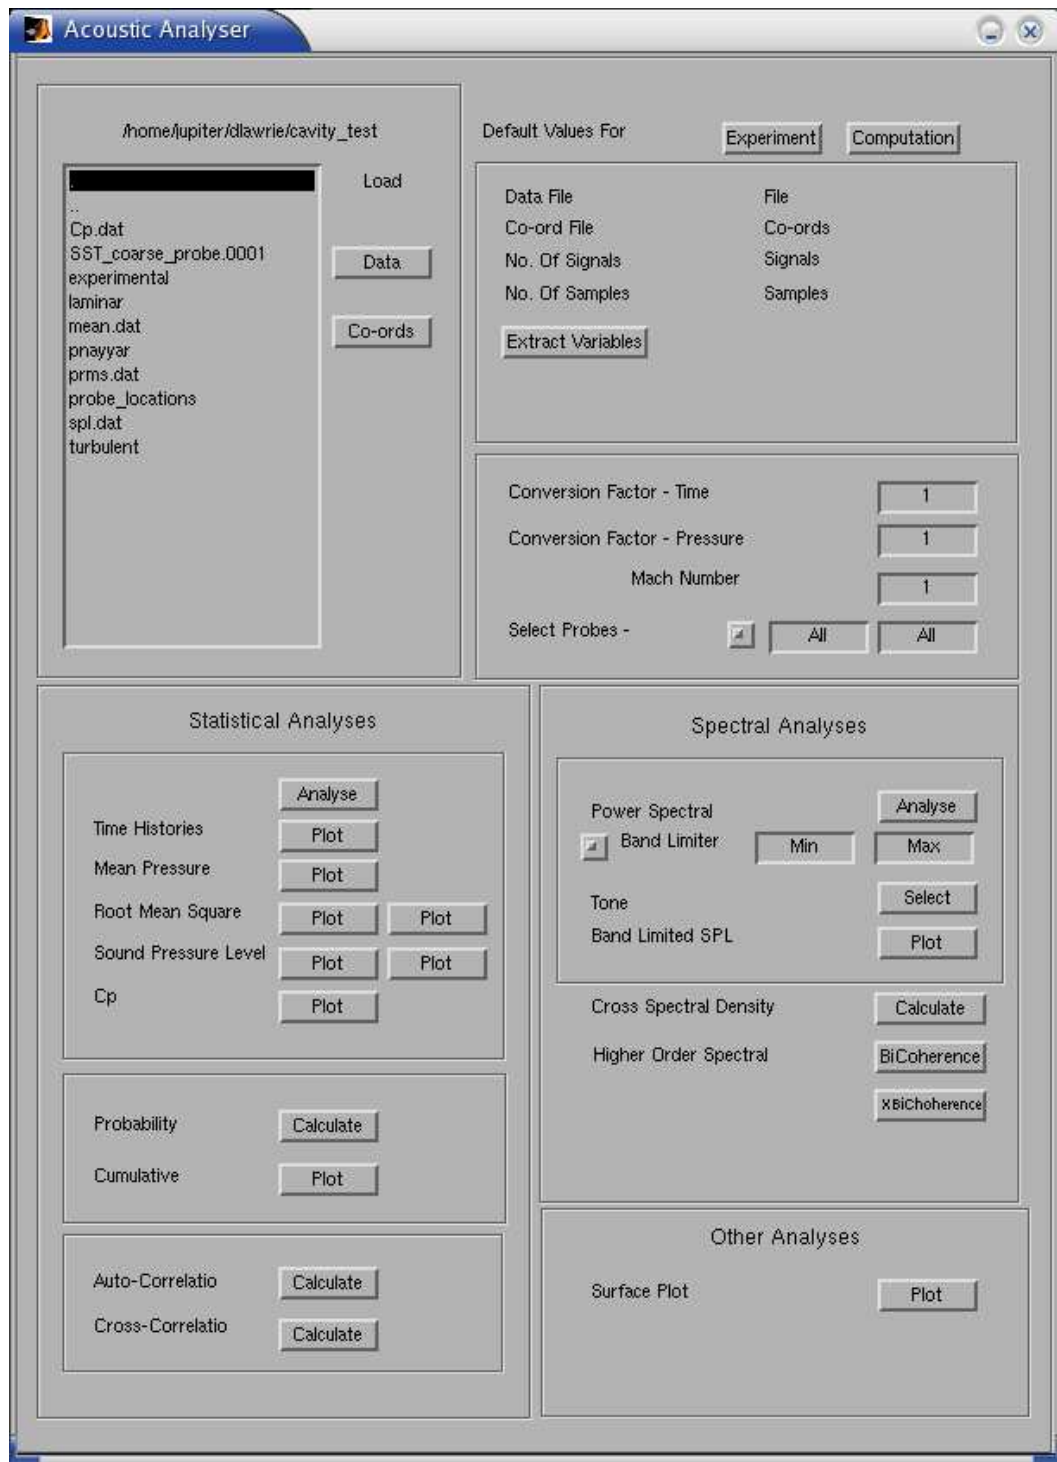 Acoustic Analyser
/home/jupiter/dlawrie/cavity_test
Load
.
..
Cp.dat
SST_coarse_probe.0001
experimental
laminar
mean.dat
pnayyar
prms.dat
probe_locations
spl.dat
turbulent
Data
Co-ords
Default Values For
Experiment
Computation
Data File
File
Co-ord File
Co-ords
No. Of Signals
Signals
No. Of Samples
Samples
Extract Variables
Conversion Factor - Time
1
Conversion Factor - Pressure
1
Mach Number
1
Select Probes -
All
All
Statistical Analyses
Analyse
Time Histories
Plot
Mean Pressure
Plot
Root Mean Square
Plot
Plot
Sound Pressure Level
Plot
Plot
Cp
Plot
Probability
Calculate
Cumulative
Plot
Auto-Correlatio
Calculate
Cross-Correlatio
Calculate
Spectral Analyses
Power Spectral
Analyse
Band Limiter
Min
Max
Tone
Select
Band Limited SPL
Plot
Cross Spectral Density
Calculate
Higher Order Spectral
BiCoherence
XBiChoherence
Other Analyses
Surface Plot
Plot